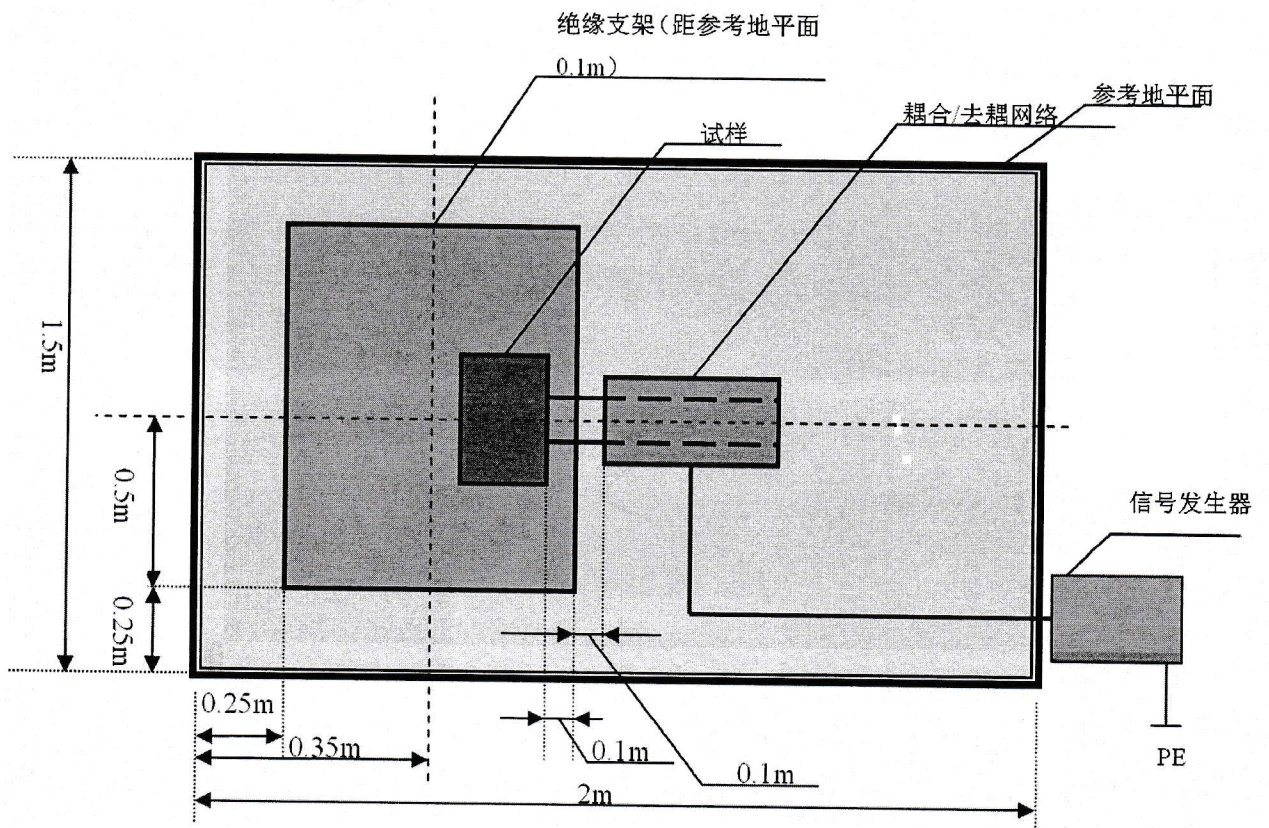 绝缘支架（距参考地平面
0.1m）
参考地平面
耦合/去耦网络
试样
1.5m
0.5m
信号发生器
0.25m
0.25m
0.35m
0.1m
0.1m
PE
2m